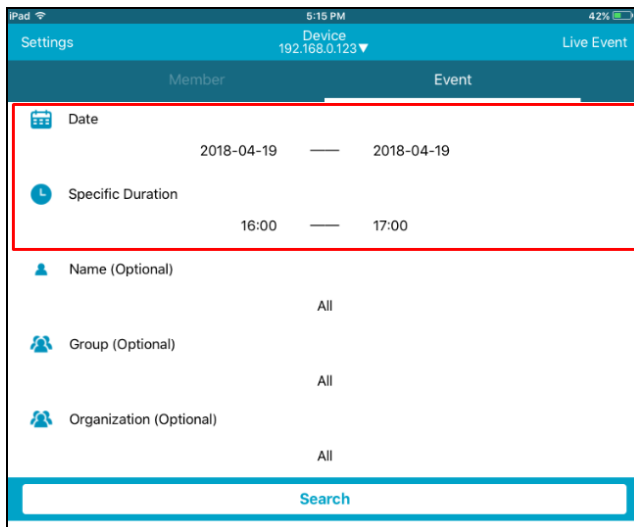 iPad 5:15 PM 42%
Settings Device Live Event
192.168.0.123▼
Member Event
Date
2018-04-19 — 2018-04-19
Specific Duration
16:00 — 17:00
Name (Optional)
All
Group (Optional)
All
Organization (Optional)
All
Search